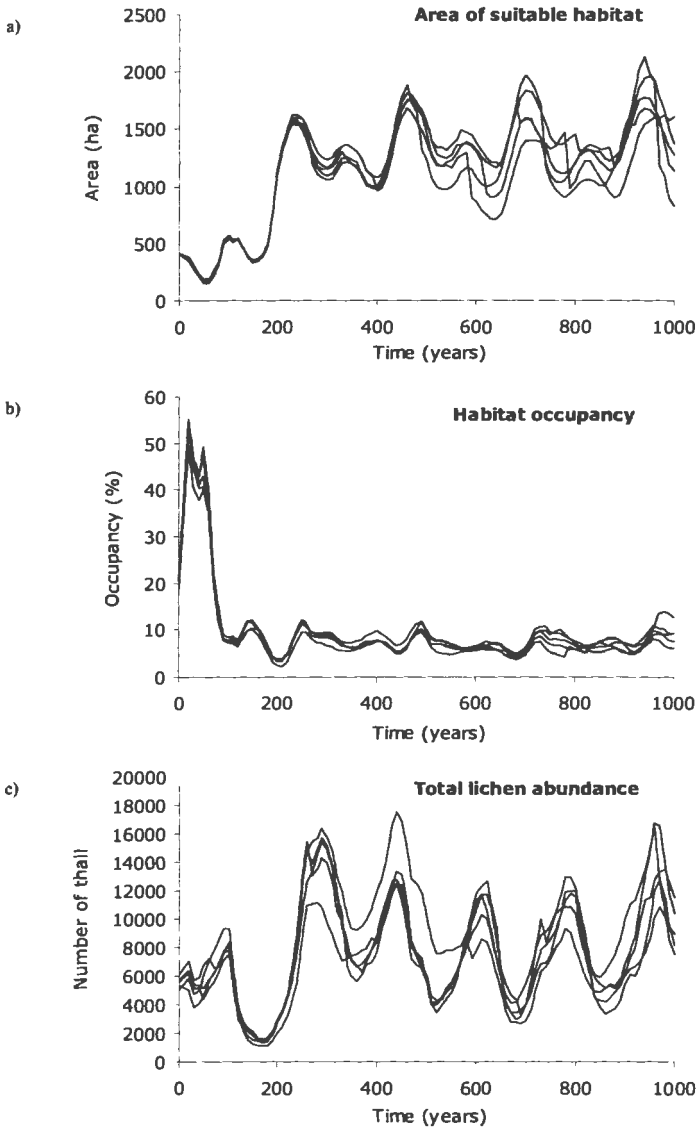 a)
Area of suitable habitat
2500
2000
1500
1000
500
0
Area (ha)
0 200 400 600 800 1000
Time (years)
b)
Habitat occupancy
60
50
40
30
20
10
0
Occupancy (%)
0 200 400 600 800 1000
Time (years)
c)
Total lichen abundance
20000
18000
16000
14000
12000
10000
8000
6000
4000
2000
0
Number of thalli
0 200 400 600 800 1000
Time (years)